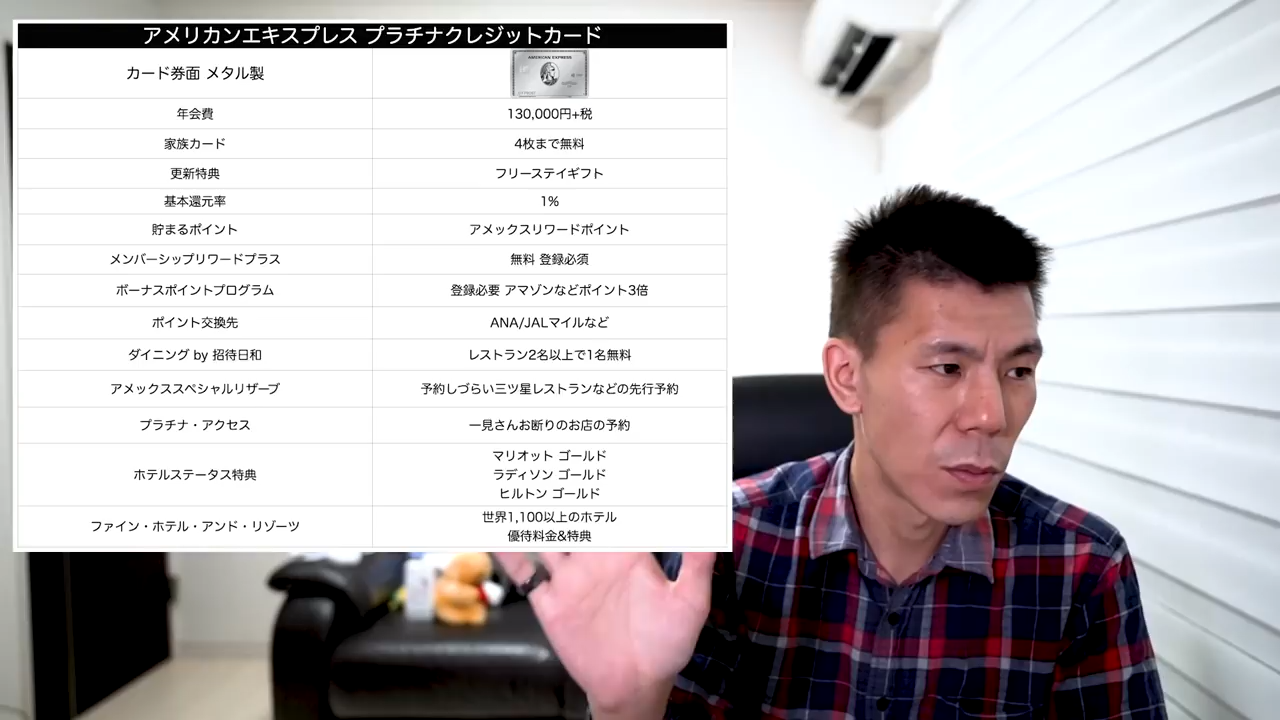 アメリカンエキスプレス プラチナクレジットカード
カード券面 メタル製
AMERICAN EXPRESS
年会費 130,000円+税
家族カード 4枚まで無料
更新特典 フリーステイギフト
基本還元率 1%
貯まるポイント アメックスリワードポイント
メンバーシップリワードプラス 無料 登録必須
ボーナスポイントプログラム 登録必要 アマゾンなどポイント3倍
ポイント交換先 ANA/JALマイルなど
ダイニング by 招待日和 レストラン2名以上で1名無料
アメックススペシャルリザーブ 予約しづらい三ツ星レストランなどの先行予約
プラチナ・アクセス 一見さんお断りのお店の予約
ホテルステータス特典 マリオット ゴールド
ラディソン ゴールド
ヒルトン ゴールド
ファイン・ホテル・アンド・リゾーツ 世界1,100以上のホテル
優待料金&特典